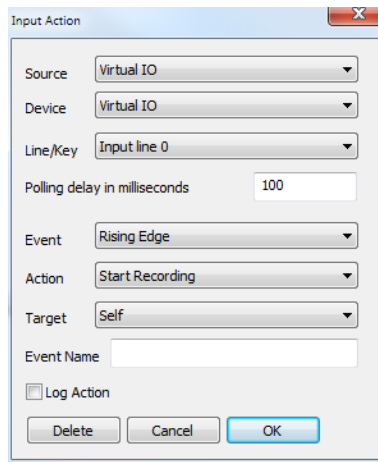 Input Action
Source Virtual IO
Device Virtual IO
Line/Key Input line 0
Polling delay in milliseconds 100
Event Rising Edge
Action Start Recording
Target Self
Event Name
Log Action
Delete Cancel OK